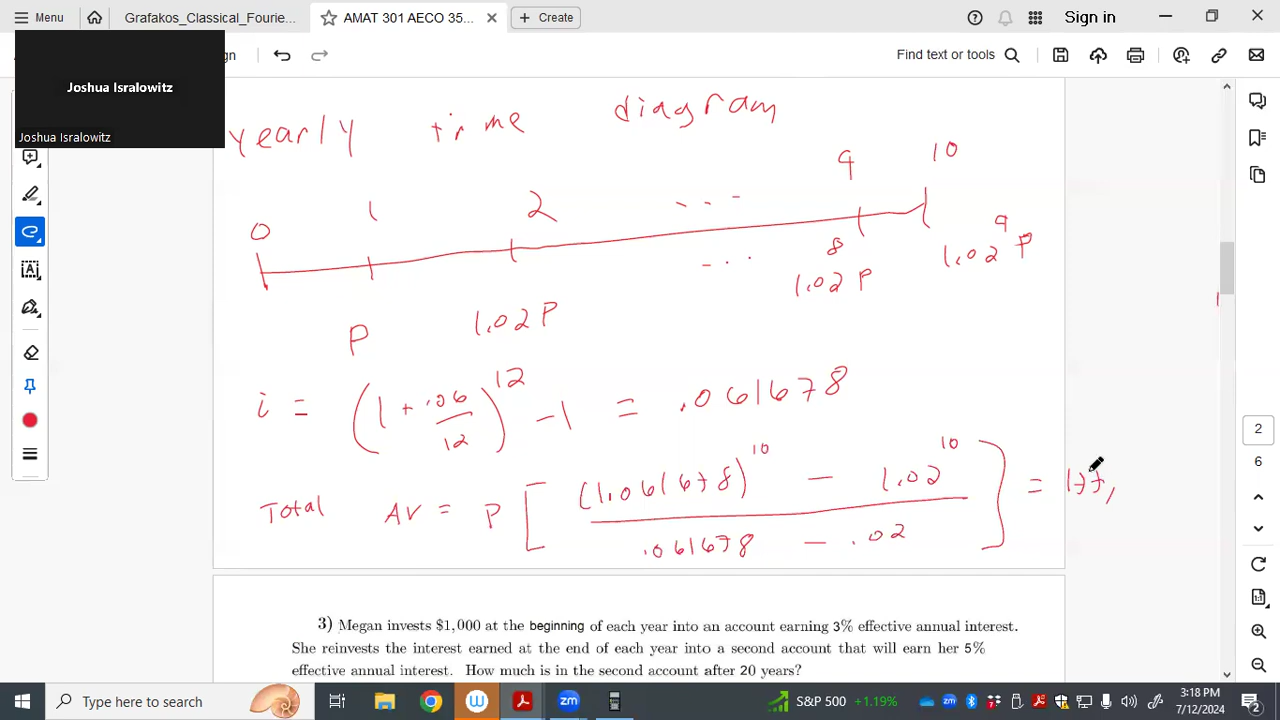 Menu
Grafakos_Classical_Fourie...
AMAT 301 AECO 35...
Create
Sign in
Find text or tools
Joshua Isralowitz
Joshua Isralowitz
yearly time diagram
0 1 2 ... 9 10
P 1.02P ... 1.02^8 P 1.02^9 P
i = (1 + .06/12)^12 - 1 = .061678
Total AV = P [ ((1.061678)^10 - 1.02^10) / (.061678 - .02) ] =
3) Megan invests $1,000 at the beginning of each year into an account earning 3% effective annual interest.
She reinvests the interest earned at the end of each year into a second account that will earn her 5%
effective annual interest. How much is in the second account after 20 years?
2
6
Type here to search
S&P 500 +1.19%
3:18 PM
7/12/2024